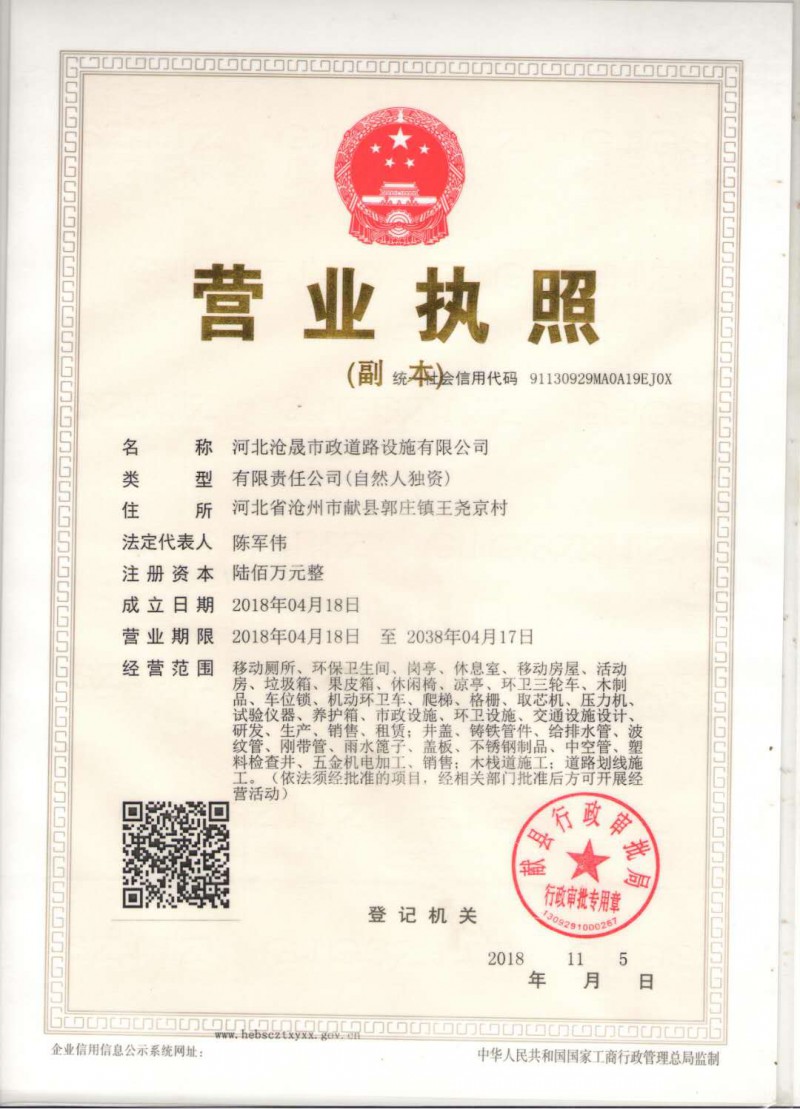 营业执照
(副 本) 统一社会信用代码 91130929MA0A19EJ0X
名 称 河北沧晟市政道路设施有限公司
类 型 有限责任公司(自然人独资)
住 所 河北省沧州市献县郭庄镇王尧京村
法定代表人 陈军伟
注册资本 陆佰万元整
成立日期 2018年04月18日
营业期限 2018年04月18日 至 2038年04月17日
经营范围 移动厕所、环保卫生间、岗亭、休息室、移动房屋、活动
房、垃圾箱、果皮箱、休闲椅、凉亭、环卫三轮车、木制
品、车位锁、机动环卫车、爬梯、格栅、取芯机、压力机、
试验仪器、养护箱、市政设施、环卫设施、交通设施设计、
研发、生产、销售、租赁；井盖、铸铁管件、给排水管、波
纹管、刚带管、雨水篦子、盖板、不锈钢制品、中空管、塑
料检查井、五金机电加工、销售；木栈道施工；道路划线施
工。（依法须经批准的项目，经相关部门批准后方可开展经
营活动）
献县行政审批局
行政审批专用章
1309291000267
登记机关
2018 11 5
年 月 日
www.hebscztxyxx.gov.cn
企业信用信息公示系统网址：
中华人民共和国国家工商行政管理总局监制